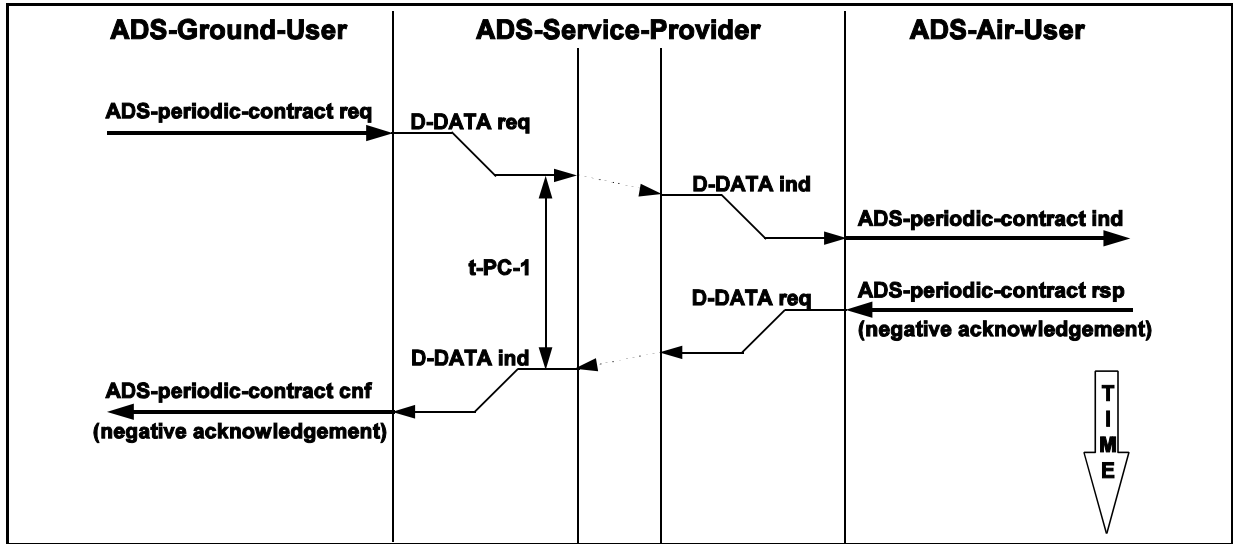 ADS-Ground-User
ADS-Service-Provider
ADS-Air-User
ADS-periodic-contract req
D-DATA req
D-DATA ind
ADS-periodic-contract ind
t-PC-1
ADS-periodic-contract rsp
(negative acknowledgement)
D-DATA req
D-DATA ind
ADS-periodic-contract cnf
(negative acknowledgement)
TIME